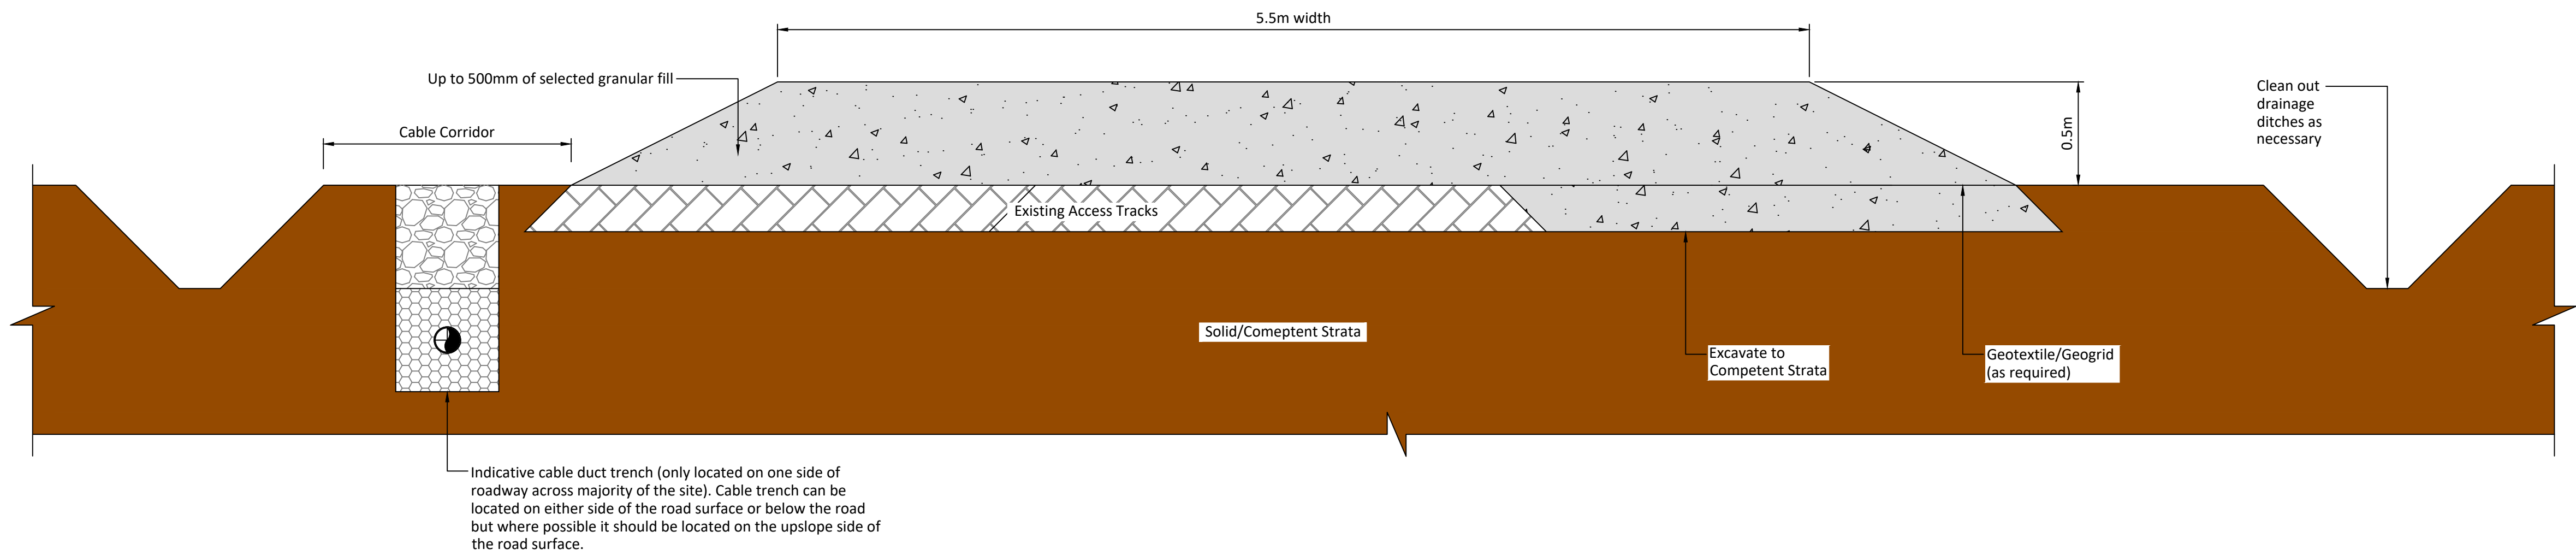 5.5m width
Up to 500mm of selected granular fill
Clean out
drainage
ditches as
necessary
Cable Corridor
0.5m
Existing Access Tracks
Solid/Comeptent Strata
Excavate to
Competent Strata
Geotextile/Geogrid
(as required)
Indicative cable duct trench (only located on one side of
roadway across majority of the site). Cable trench can be
located on either side of the road surface or below the road
but where possible it should be located on the upslope side of
the road surface.